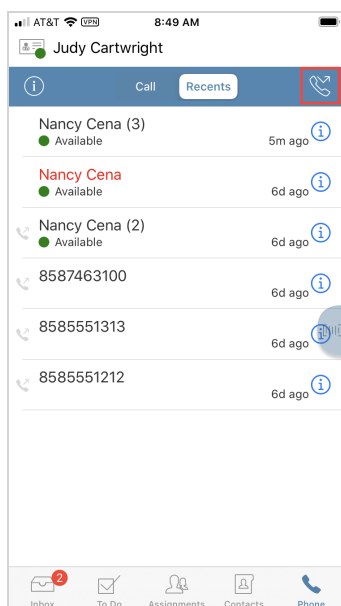 AT&T VPN 8:49 AM
Judy Cartwright
Call Recents
Nancy Cena (3)
Available
5m ago
Nancy Cena
Available
6d ago
Nancy Cena (2)
Available
6d ago
8587463100
6d ago
8585551313
6d ago
8585551212
6d ago
2
Inbox To Do Assignments Contacts Phone